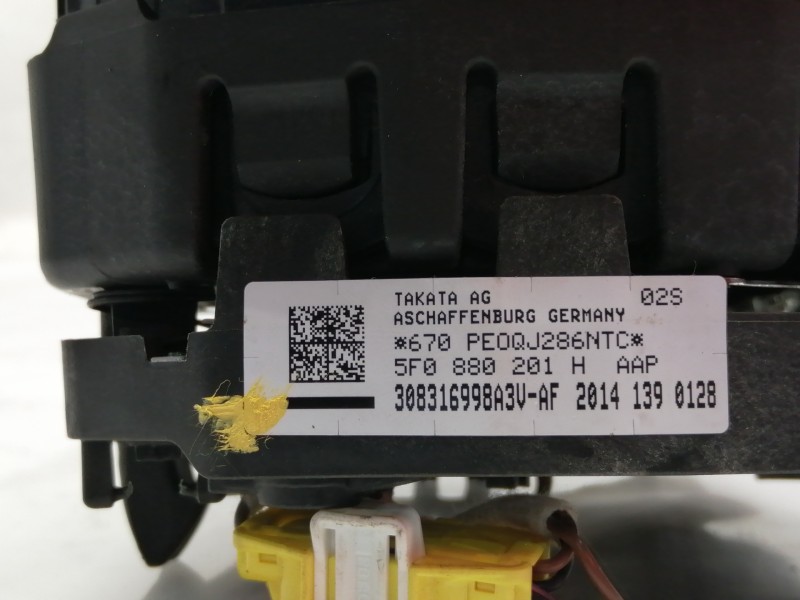 TAKATA AG 02S
ASCHAFFENBURG GERMANY
*670 PEOQJ286NTC*
5F0 880 201 H AAP
308316998A3V-AF 2014 139 0128